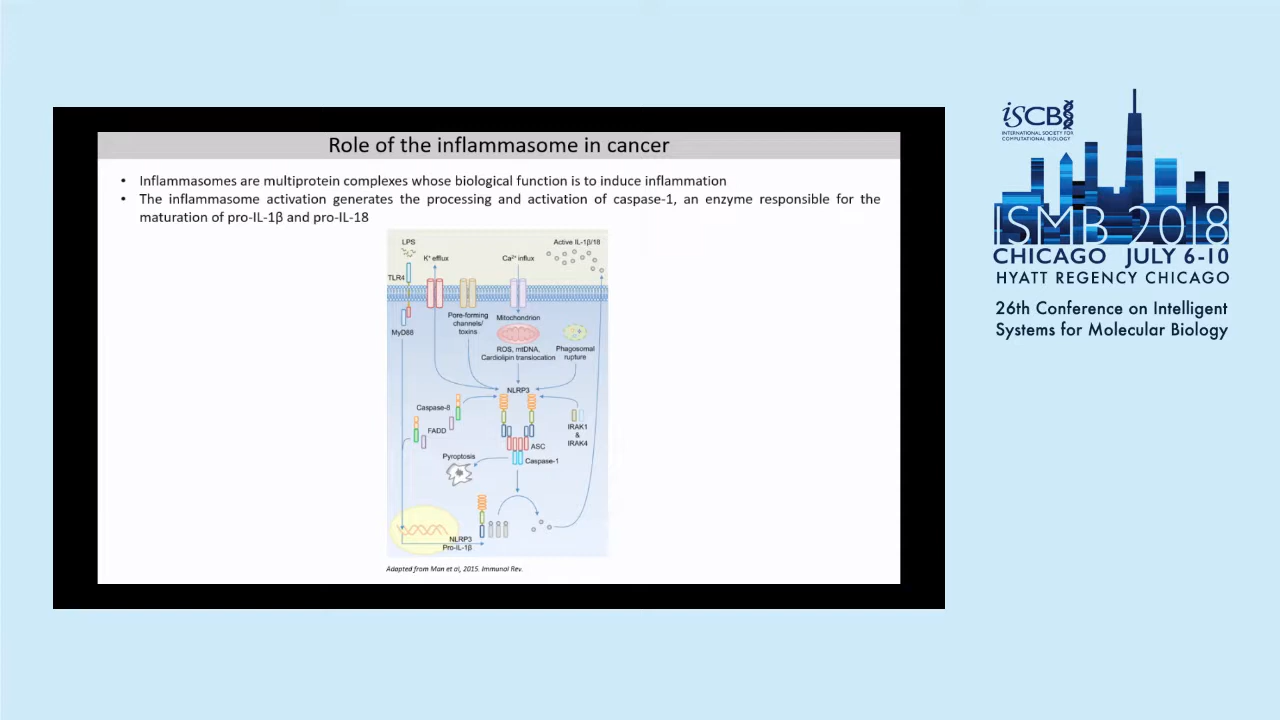 Role of the inflammasome in cancer
• Inflammasomes are multiprotein complexes whose biological function is to induce inflammation
• The inflammasome activation generates the processing and activation of caspase-1, an enzyme responsible for the
maturation of pro-IL-1β and pro-IL-18
LPS
K⁺ efflux
Ca²⁺ influx
Active IL-1β/18
TLR4
MyD88
Pore-forming
channels/
toxins
Mitochondrion
ROS, mtDNA,
Cardiolipin translocation
Phagosomal
rupture
NLRP3
Caspase-8
FADD
IRAK1
&
IRAK4
ASC
Caspase-1
Pyroptosis
NLRP3
Pro-IL-1β
Adapted from Man et al, 2015. Immunol Rev.
iSCB
INTERNATIONAL SOCIETY FOR
COMPUTATIONAL BIOLOGY
ISMB 2018
CHICAGO JULY 6-10
HYATT REGENCY CHICAGO
26th Conference on Intelligent
Systems for Molecular Biology